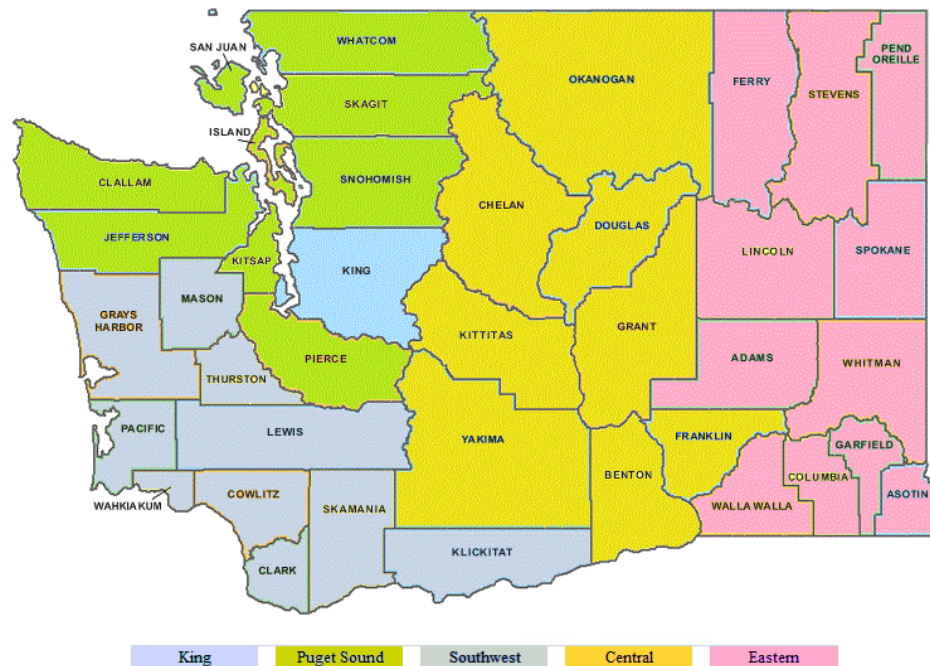 WHATCOM
SAN JUAN
OKANOGAN
PEND
OREILLE
FERRY
STEVENS
SKAGIT
ISLAND
SNOHOMISH
CLALLAM
CHELAN
DOUGLAS
JEFFERSON
LINCOLN
SPOKANE
KITSAP
KING
MASON
GRAYS
HARBOR
GRANT
KITTITAS
PIERCE
ADAMS
WHITMAN
THURSTON
PACIFIC
LEWIS
YAKIMA
FRANKLIN
GARFIELD
BENTON
COLUMBIA
WAHKIAKUM
COWLITZ
SKAMANIA
WALLA WALLA
ASOTIN
KLICKITAT
CLARK
King
Puget Sound
Southwest
Central
Eastern